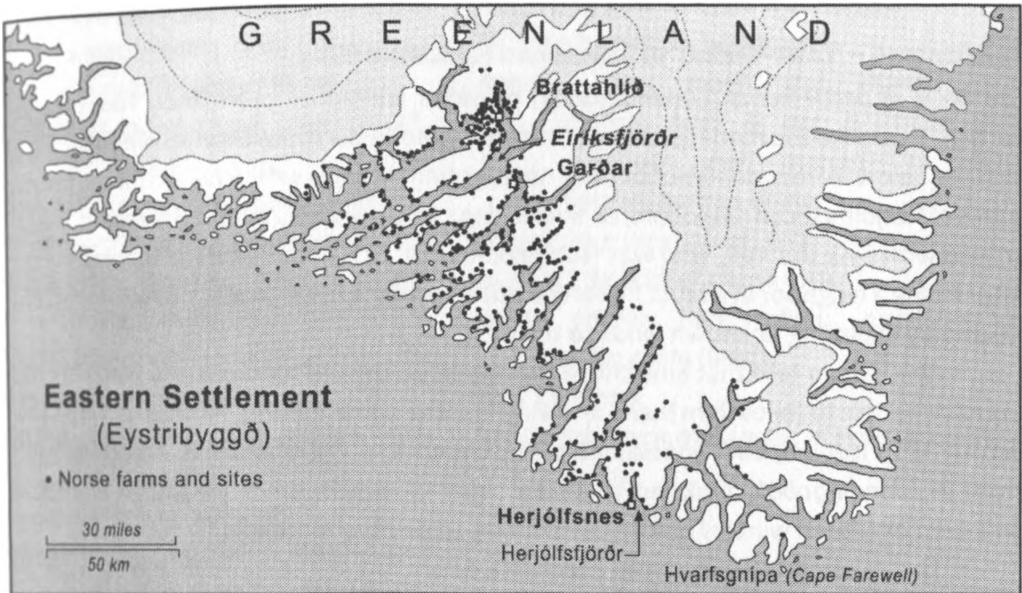 GREENLAND
Brattahlið
Eiríksfjörðr
Garðar
Eastern Settlement
(Eystribyggð)
• Norse farms and sites
30 miles
50 km
Herjólfsnes
Herjólfsfjörðr
Hvarfsgnípa (Cape Farewell)